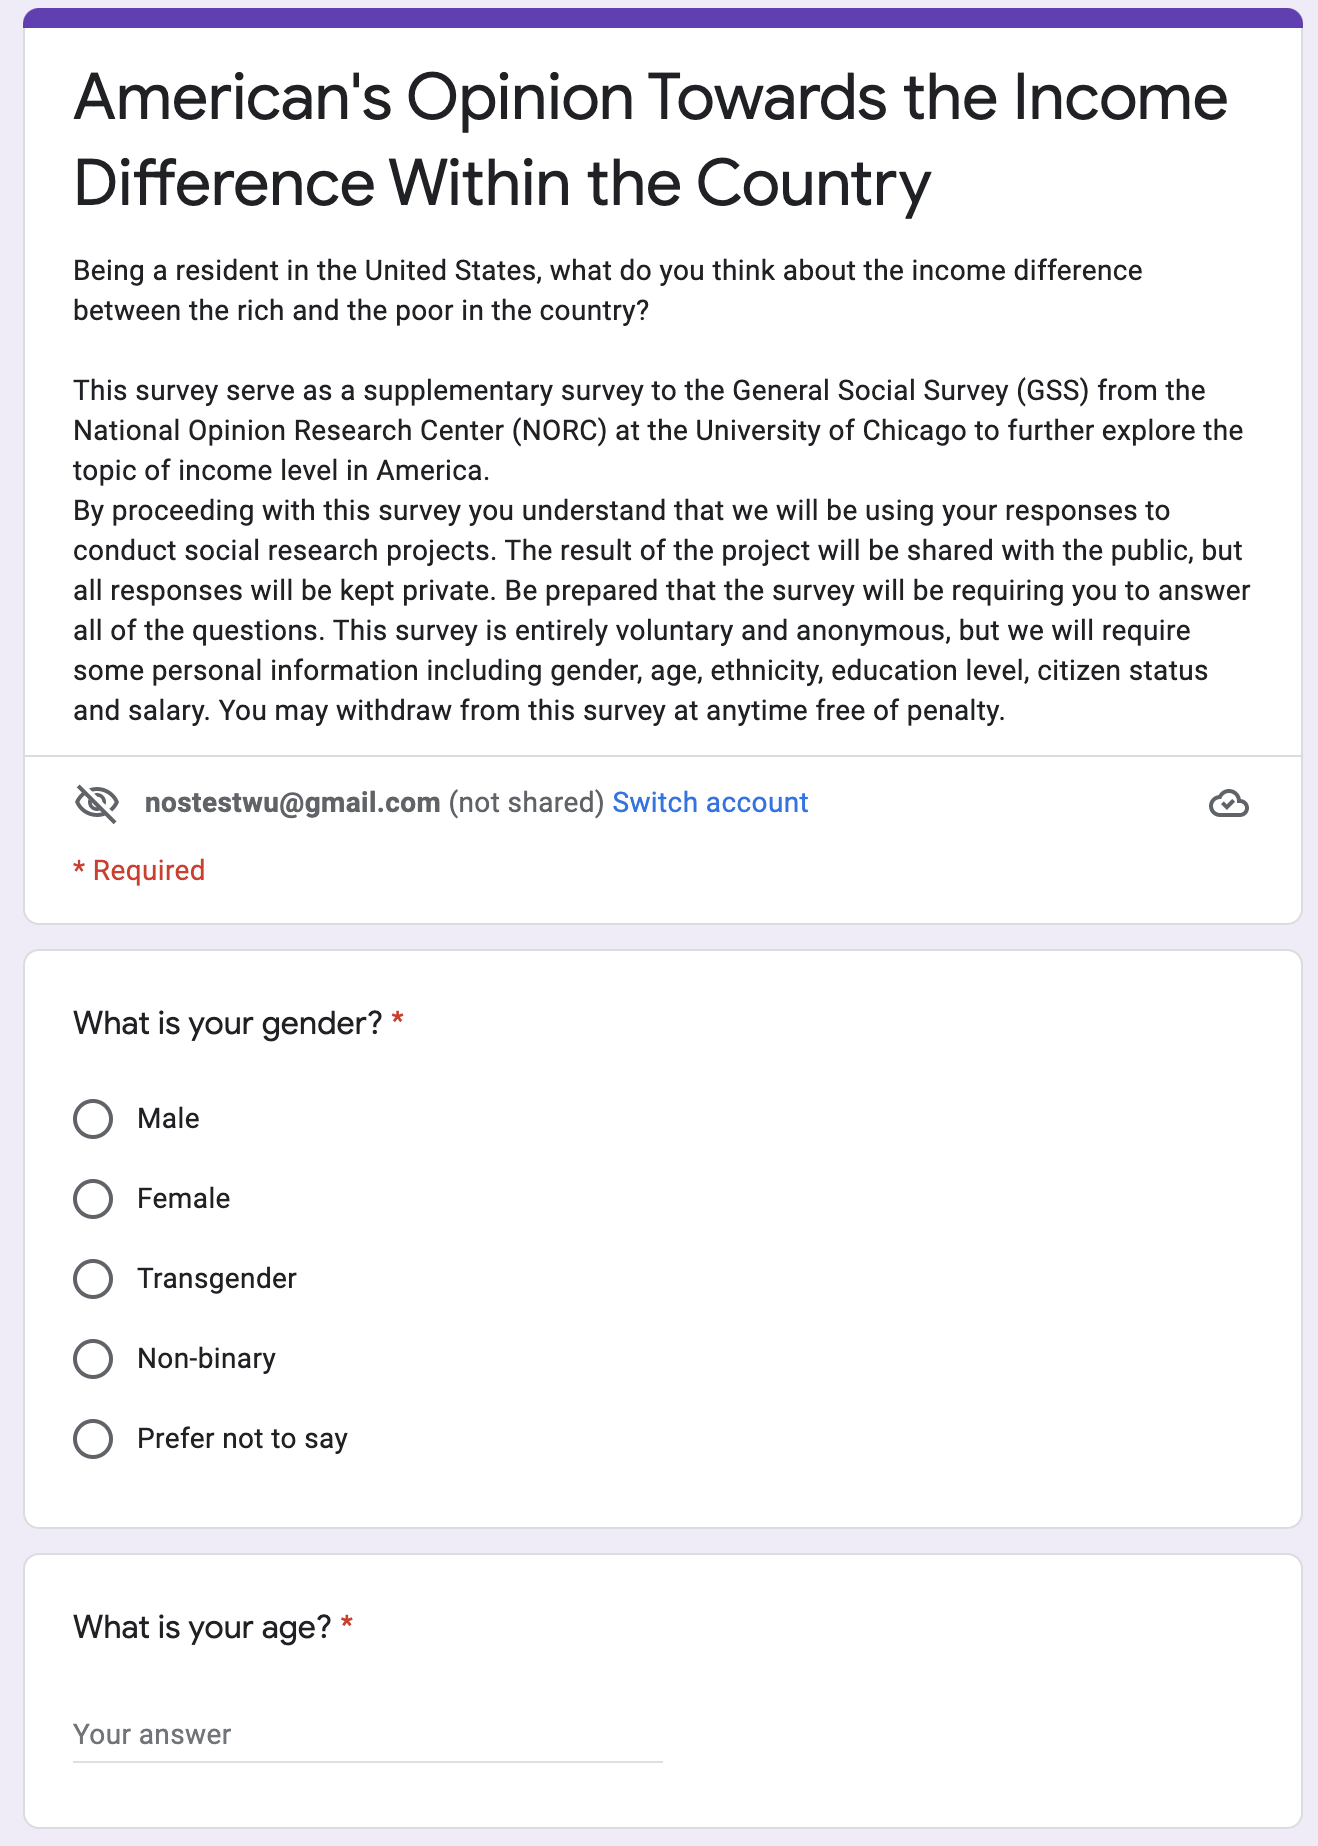 American's Opinion Towards the Income
Difference Within the Country
Being a resident in the United States, what do you think about the income difference
between the rich and the poor in the country?
This survey serve as a supplementary survey to the General Social Survey (GSS) from the
National Opinion Research Center (NORC) at the University of Chicago to further explore the
topic of income level in America.
By proceeding with this survey you understand that we will be using your responses to
conduct social research projects. The result of the project will be shared with the public, but
all responses will be kept private. Be prepared that the survey will be requiring you to answer
all of the questions. This survey is entirely voluntary and anonymous, but we will require
some personal information including gender, age, ethnicity, education level, citizen status
and salary. You may withdraw from this survey at anytime free of penalty.
nostestwu@gmail.com (not shared) Switch account
* Required
What is your gender? *
Male
Female
Transgender
Non-binary
Prefer not to say
What is your age? *
Your answer